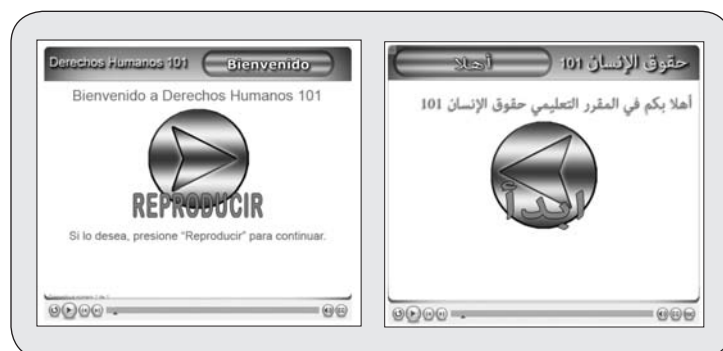 Derechos Humanos 101
Bienvenido
Bienvenido a Derechos Humanos 101
REPRODUCIR
Si lo desea, presione “Reproducir” para continuar.
حقوق الإنسان 101
أهلا
أهلا بكم في المقرر التعليمي حقوق الإنسان 101
ابدأ